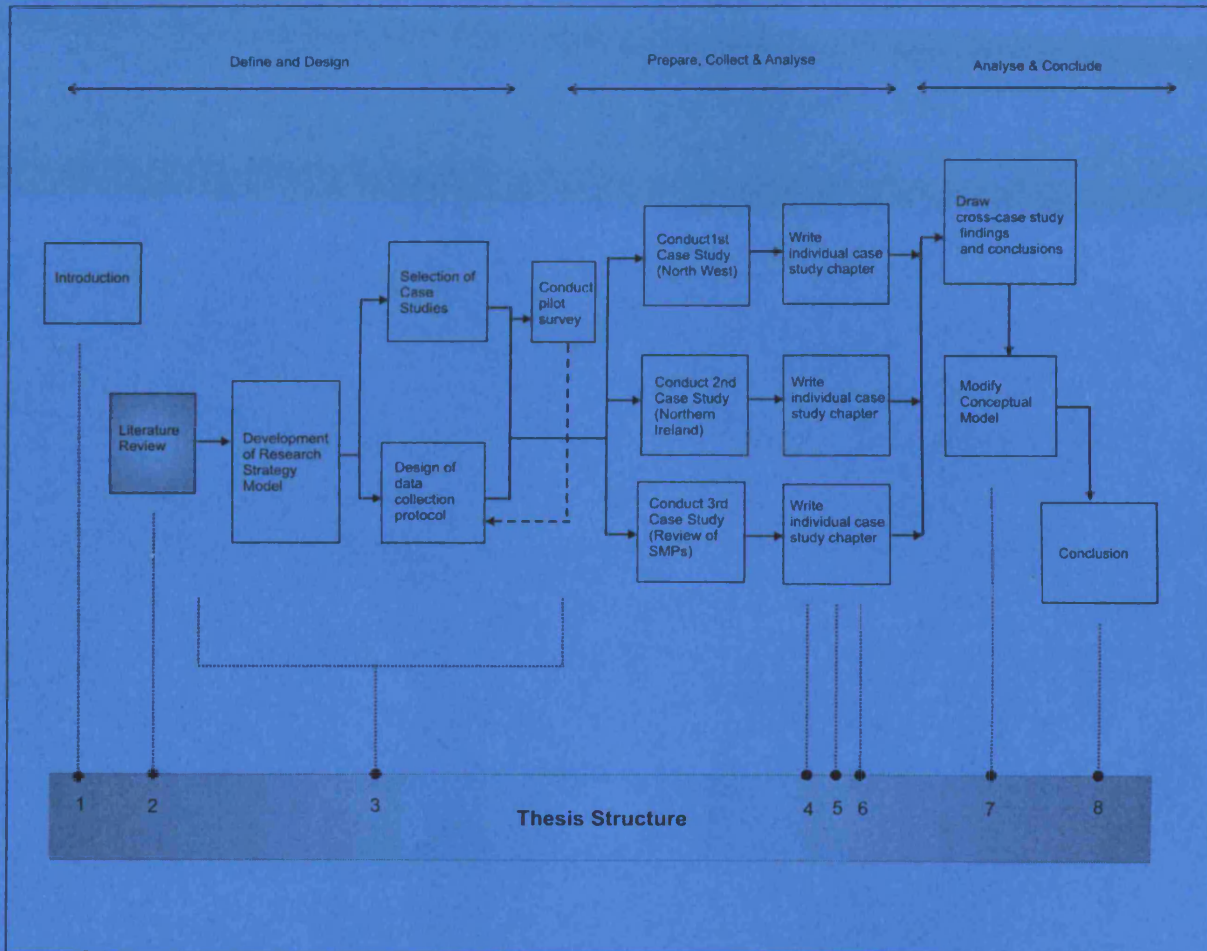 Define and Design
Prepare, Collect & Analyse
Analyse & Conclude
Introduction
Literature
Review
Development
of Research
Strategy
Model
Selection of
Case
Studies
Design of
data
collection
protocol
Conduct
pilot
survey
Conduct 1st
Case Study
(North West)
Write
individual case
study chapter
Conduct 2nd
Case Study
(Northern
Ireland)
Write
individual case
study chapter
Conduct 3rd
Case Study
(Review of
SMPs)
Write
individual case
study chapter
Draw
cross-case study
findings
and conclusions
Modify
Conceptual
Model
Conclusion
1
2
3
4
5
6
7
8
Thesis Structure